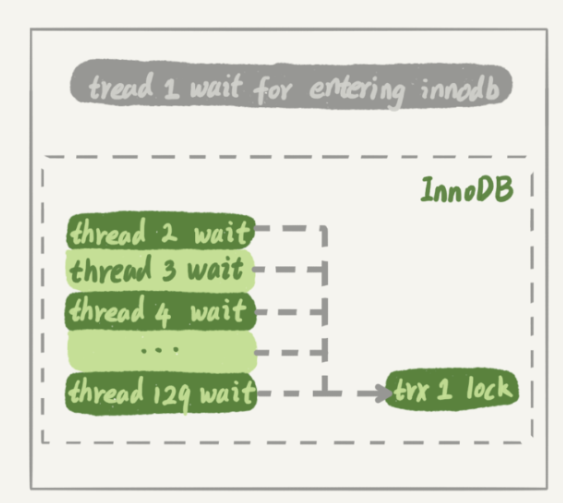 tread 1 wait for entering innodb
InnoDB
thread 2 wait
thread 3 wait
thread 4 wait
...
thread 129 wait
trx 1 lock